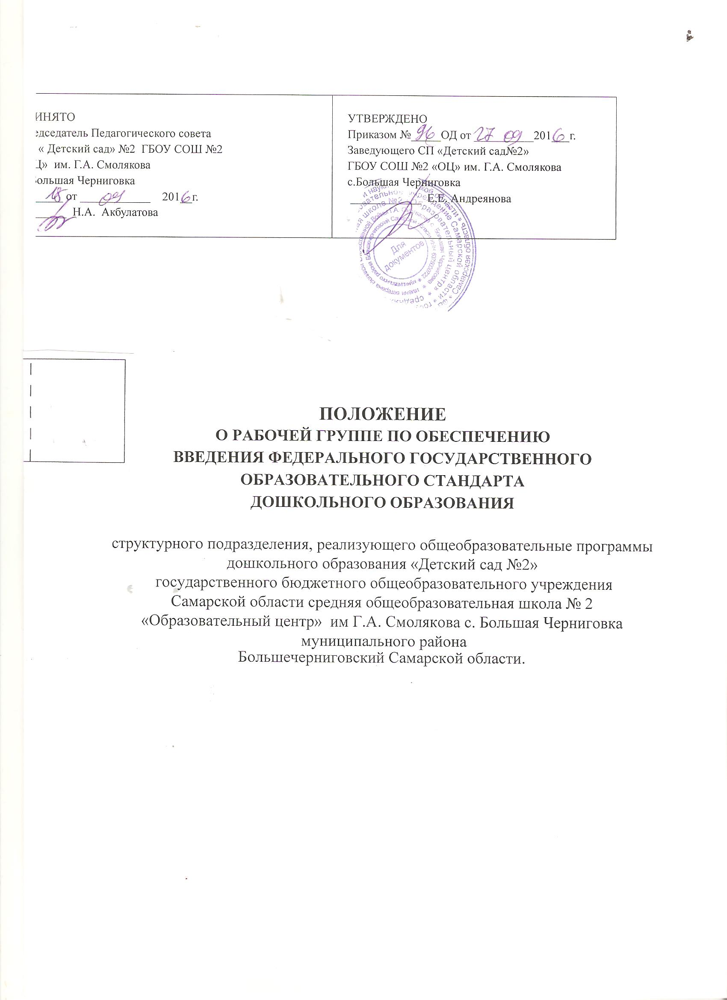 ИНЯТО
едседатель Педагогического совета
« Детский сад» №2 ГБОУ СОШ №2
Ц» им. Г.А. Смолякова
Большая Черниговка
18 от 09 2016 г.
Н.А. Акбулатова
УТВЕРЖДЕНО
Приказом № 96 ОД от 27 09 2016 г.
Заведующего СП «Детский сад№2»
ГБОУ СОШ №2 «ОЦ» им. Г.А. Смолякова
с.Большая Черниговка
Е.Е. Андреянова
Для
документов
ПОЛОЖЕНИЕ
О РАБОЧЕЙ ГРУППЕ ПО ОБЕСПЕЧЕНИЮ
ВВЕДЕНИЯ ФЕДЕРАЛЬНОГО ГОСУДАРСТВЕННОГО
ОБРАЗОВАТЕЛЬНОГО СТАНДАРТА
ДОШКОЛЬНОГО ОБРАЗОВАНИЯ
структурного подразделения, реализующего общеобразовательные программы
дошкольного образования «Детский сад №2»
государственного бюджетного общеобразовательного учреждения
Самарской области средняя общеобразовательная школа № 2
«Образовательный центр» им Г.А. Смолякова с. Большая Черниговка
муниципального района
Большечерниговский Самарской области.